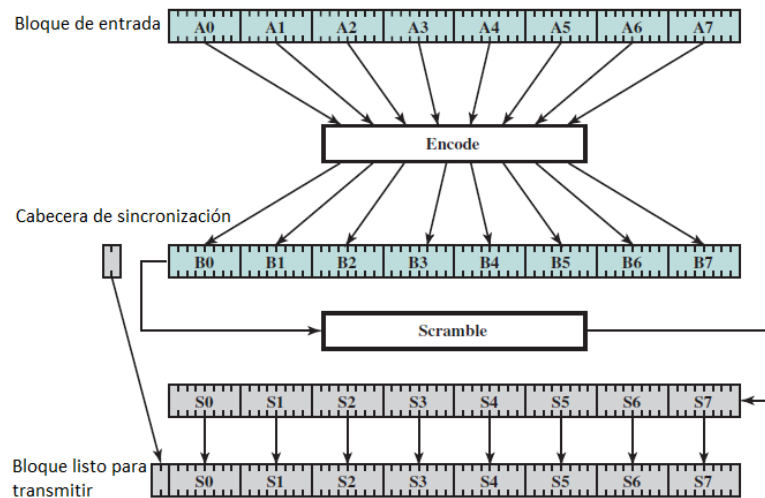 Bloque de entrada
A0 A1 A2 A3 A4 A5 A6 A7
Encode
Cabecera de sincronización
B0 B1 B2 B3 B4 B5 B6 B7
Scramble
S0 S1 S2 S3 S4 S5 S6 S7
Bloque listo para
transmitir
S0 S1 S2 S3 S4 S5 S6 S7